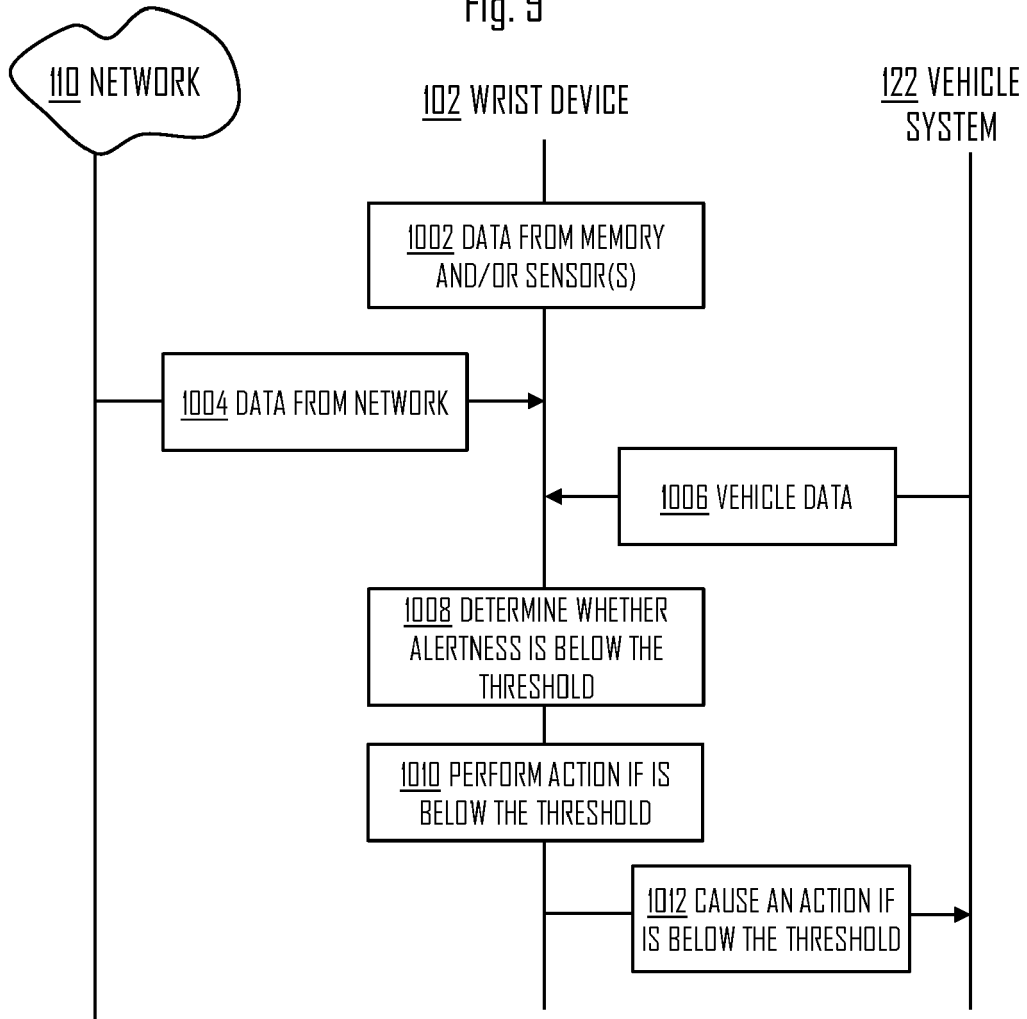 Fig. 9
110 NETWORK
102 WRIST DEVICE
122 VEHICLE
SYSTEM
1002 DATA FROM MEMORY
AND/OR SENSOR(S)
1004 DATA FROM NETWORK
1006 VEHICLE DATA
1008 DETERMINE WHETHER
ALERTNESS IS BELOW THE
THRESHOLD
1010 PERFORM ACTION IF IS
BELOW THE THRESHOLD
1012 CAUSE AN ACTION IF
IS BELOW THE THRESHOLD